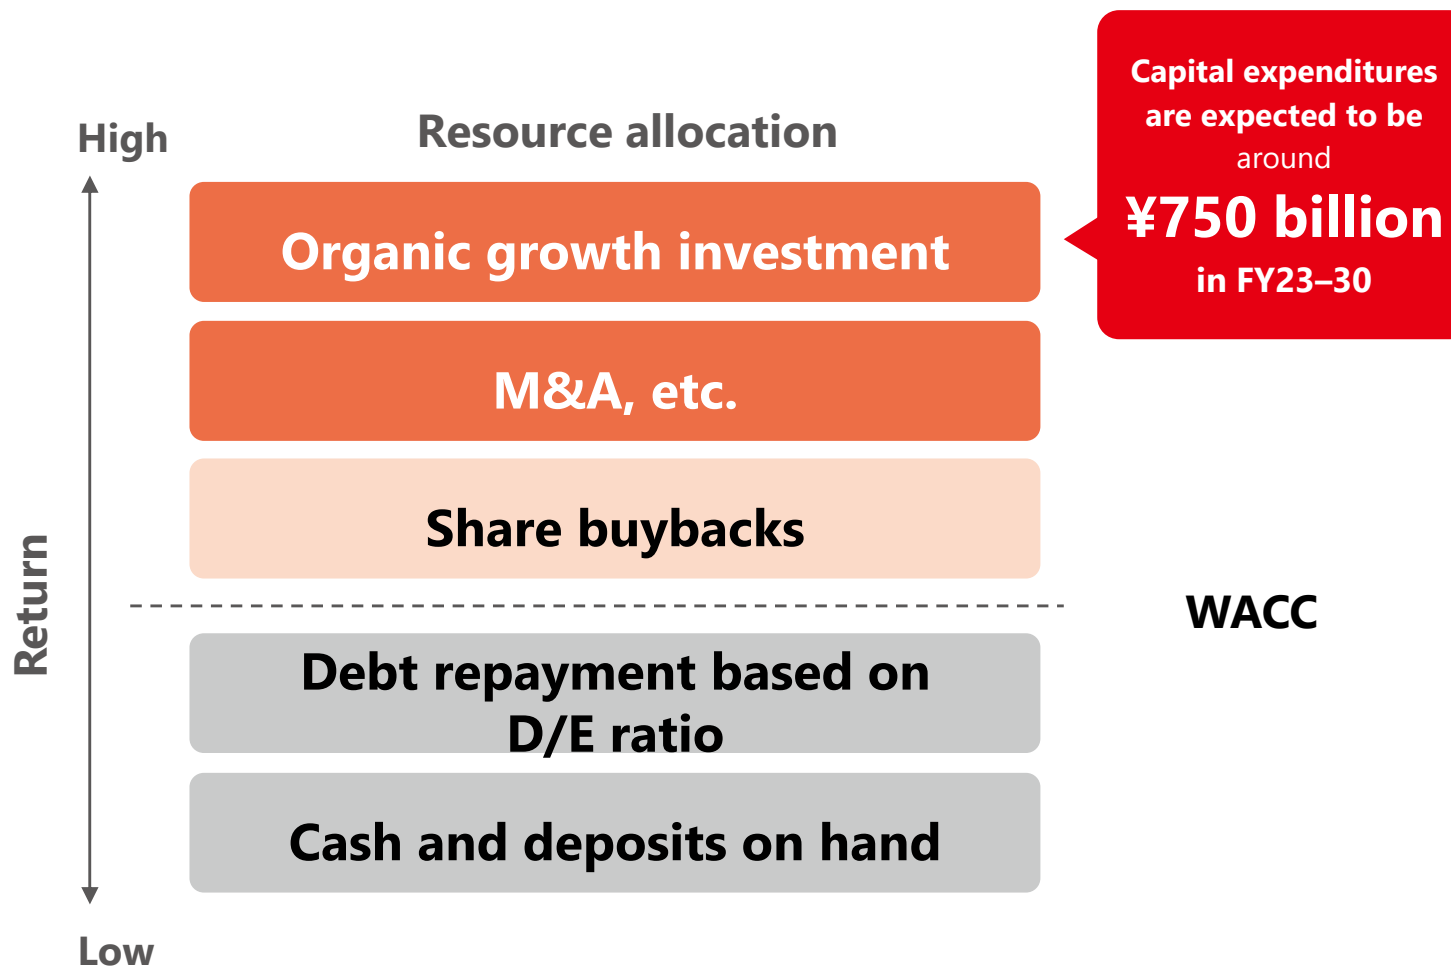 High
Resource allocation
Capital expenditures
are expected to be
around
¥750 billion
in FY23–30
Organic growth investment
M&A, etc.
Share buybacks
Return
WACC
Debt repayment based on
D/E ratio
Cash and deposits on hand
Low